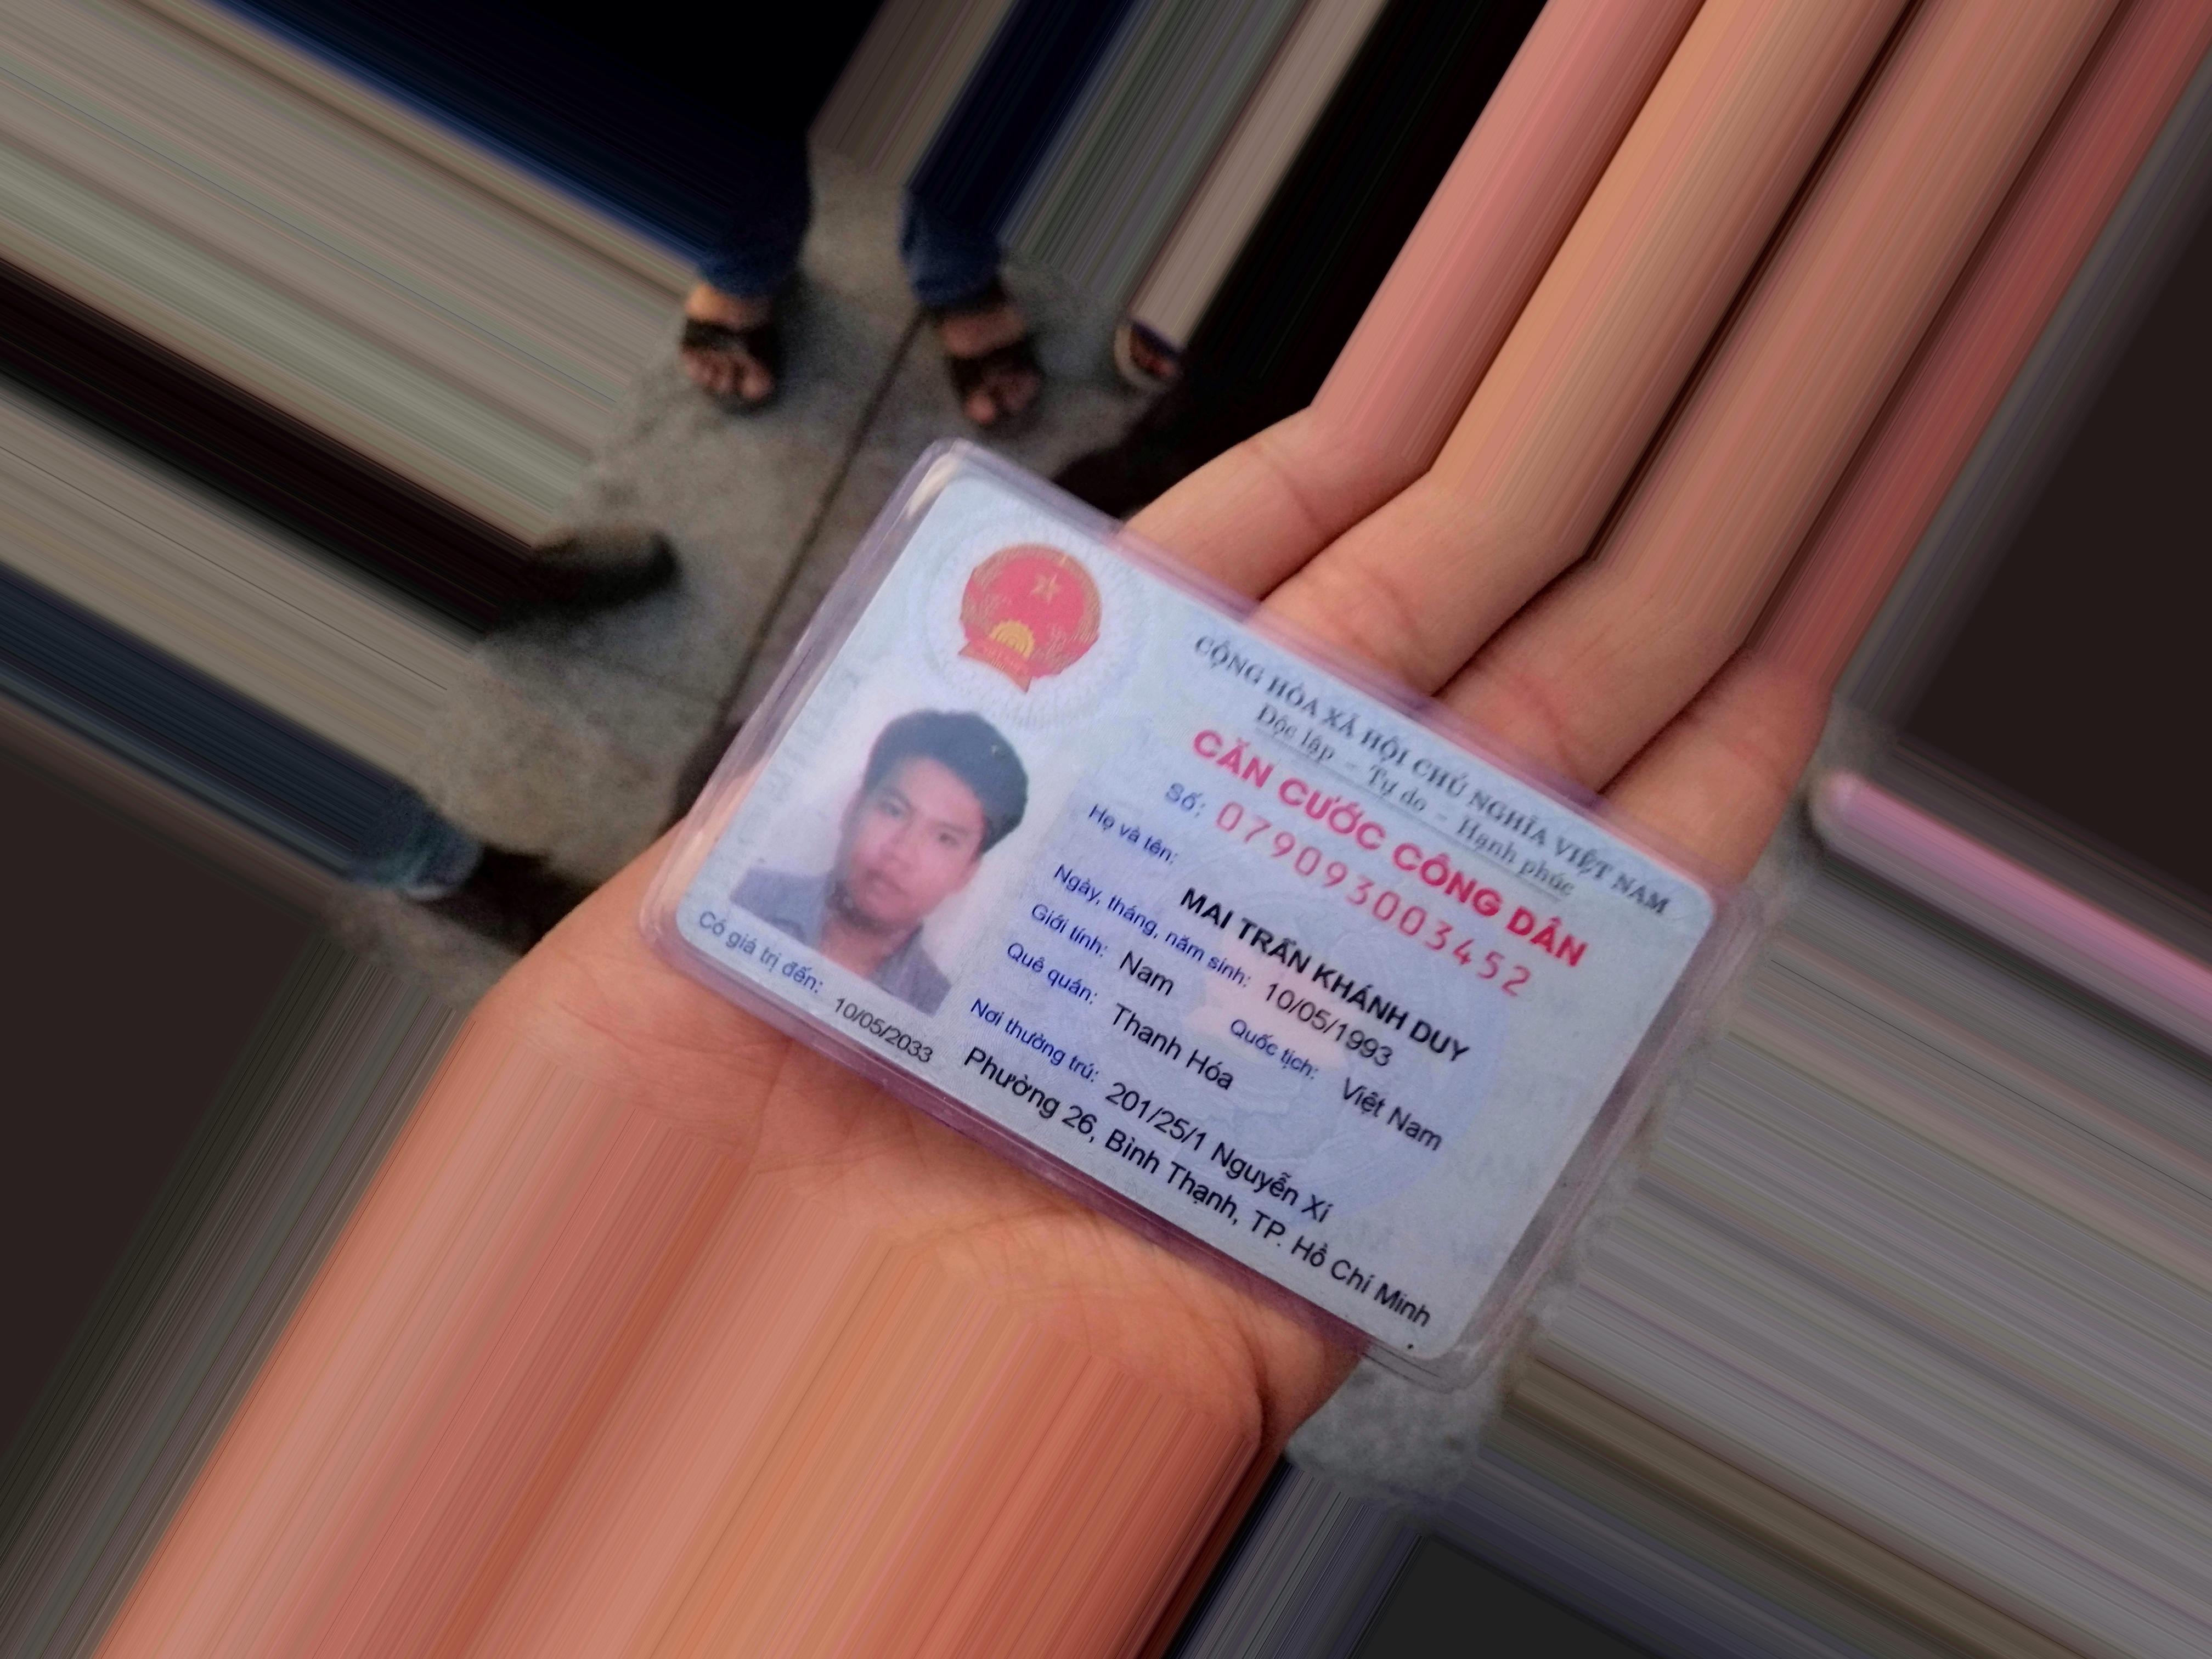 CỘNG HÒA XÃ HỘI CHỦ NGHĨA VIỆT NAM
Độc lập - Tự do - Hạnh phúc
CĂN CƯỚC CÔNG DÂN
Số: 079093003452
Họ và tên:
MAI TRẦN KHÁNH DUY
Ngày, tháng, năm sinh: 10/05/1993
Giới tính: Nam Quốc tịch: Việt Nam
Quê quán: Thanh Hóa
Nơi thường trú: 201/25/1 Nguyễn Xí
Phường 26, Bình Thạnh, TP. Hồ Chí Minh
Có giá trị đến: 10/05/2033